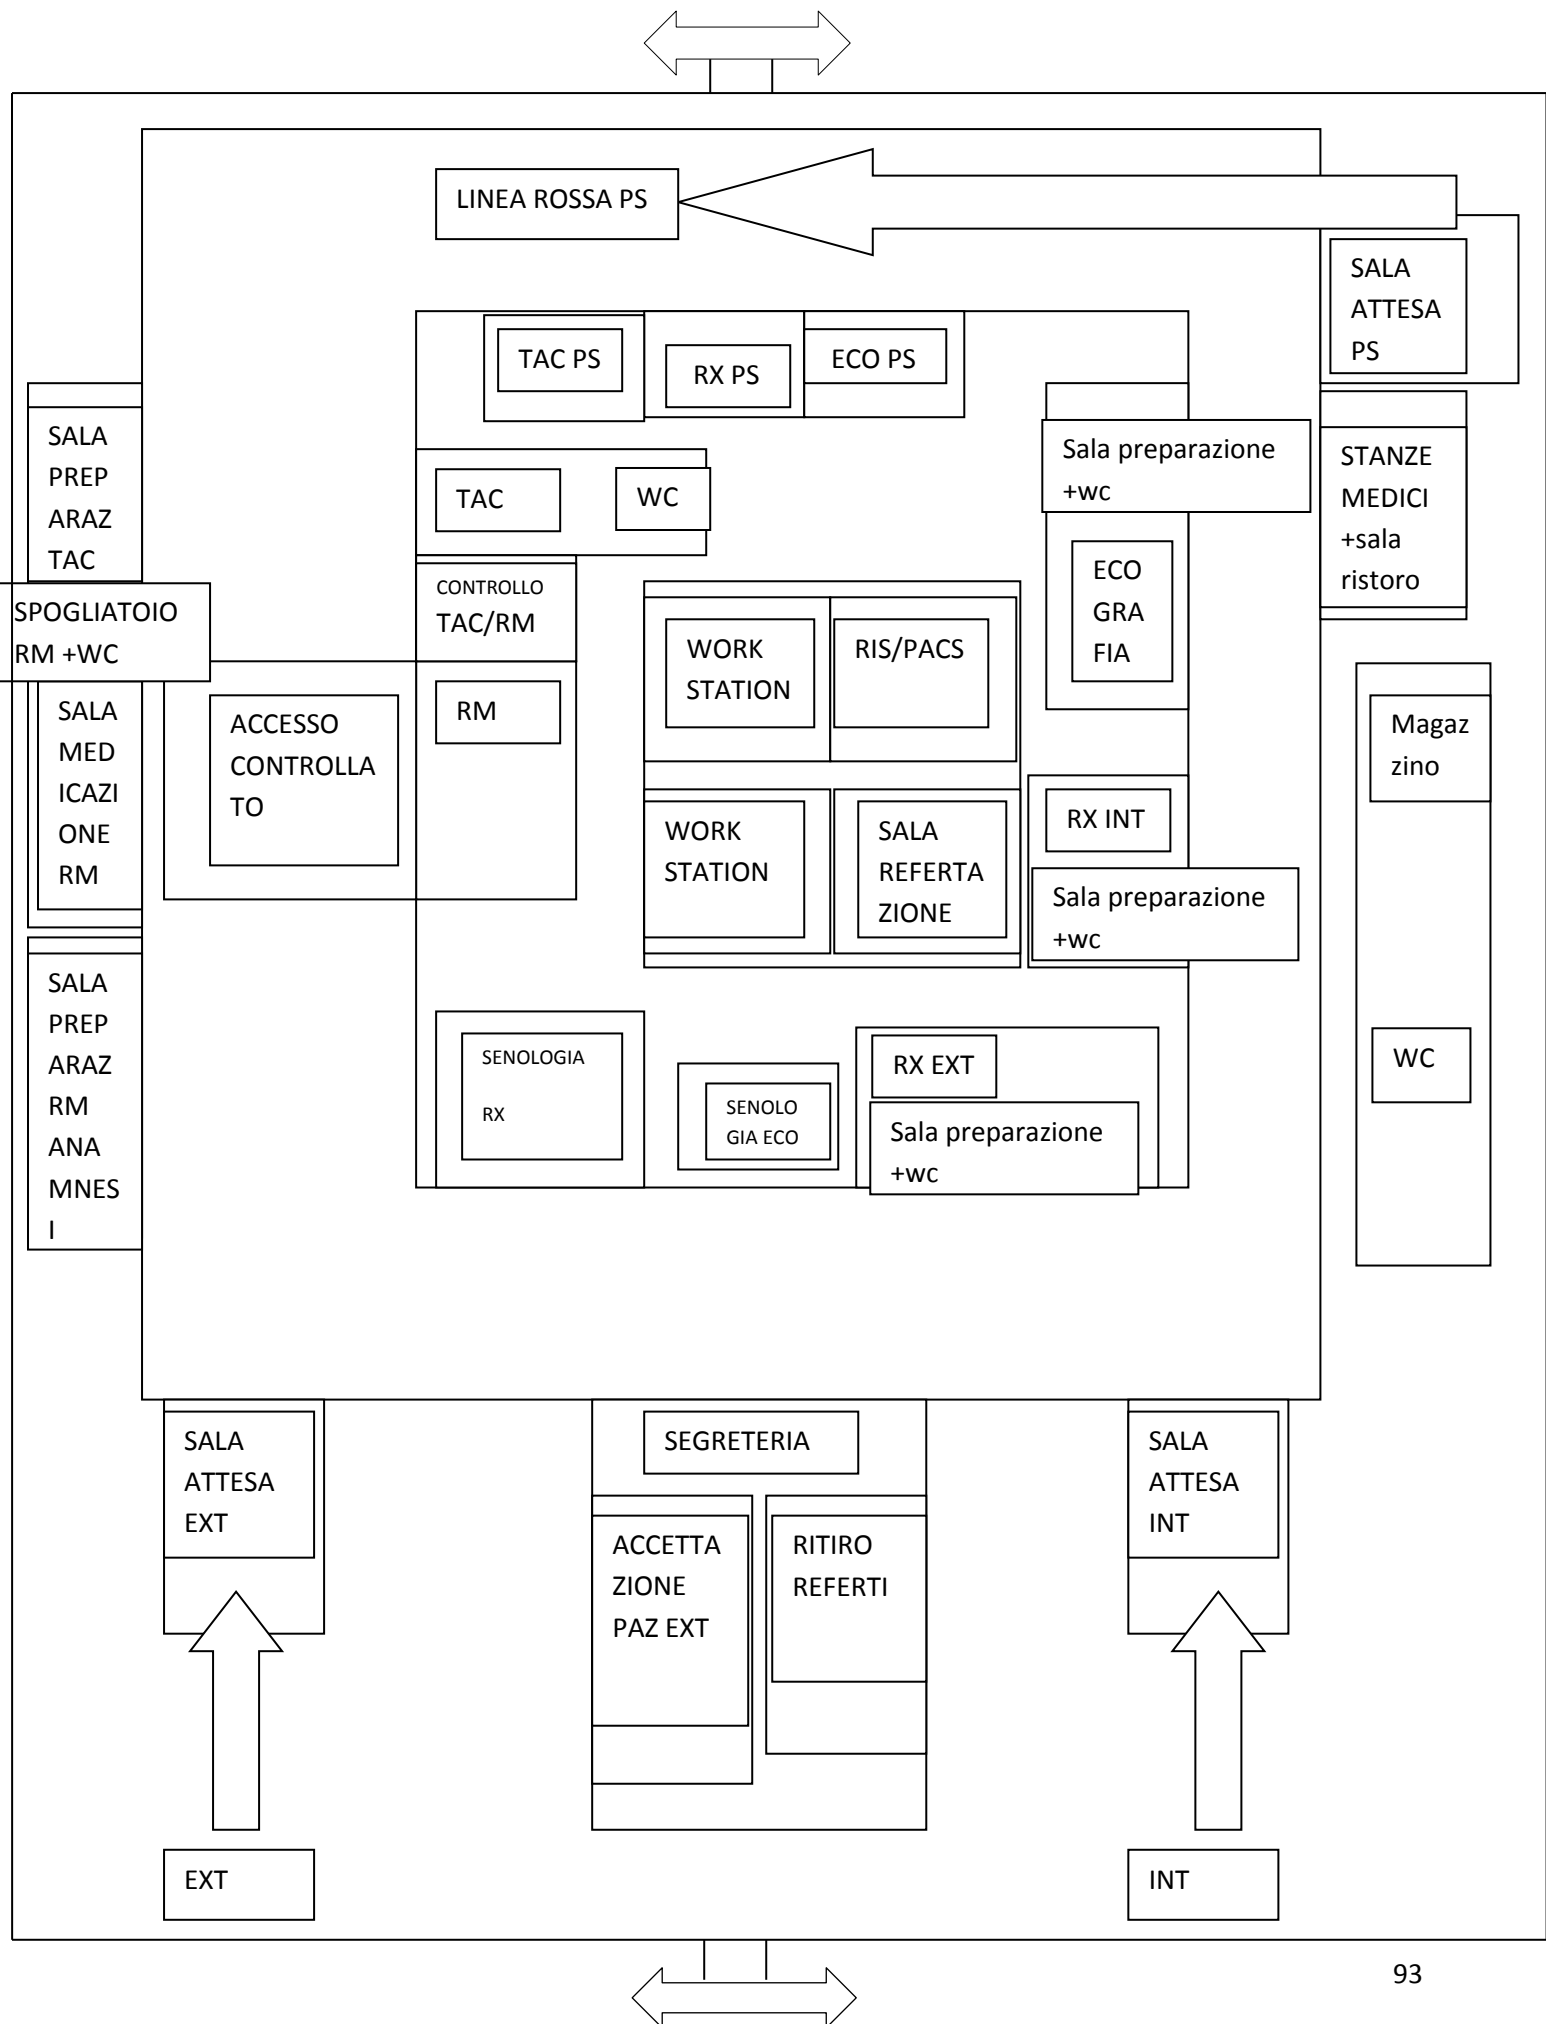 LINEA ROSSA PS
SALA
ATTESA
PS
TAC PS
RX PS
ECO PS
SALA
PREP
ARAZ
TAC
TAC
WC
Sala preparazione
+wc
STANZE
MEDICI
+sala
ristoro
SPOGLIATOIO
RM +WC
CONTROLLO
TAC/RM
WORK
STATION
RIS/PACS
ECO
GRA
FIA
SALA
MED
ICAZI
ONE
RM
ACCESSO
CONTROLLA
TO
RM
Magaz
zino
WORK
STATION
SALA
REFERTA
ZIONE
RX INT
Sala preparazione
+wc
SALA
PREP
ARAZ
RM
ANA
MNES
I
SENOLOGIA
RX
SENOLO
GIA ECO
RX EXT
Sala preparazione
+wc
WC
SALA
ATTESA
EXT
SEGRETERIA
SALA
ATTESA
INT
ACCETTA
ZIONE
PAZ EXT
RITIRO
REFERTI
EXT
INT
93